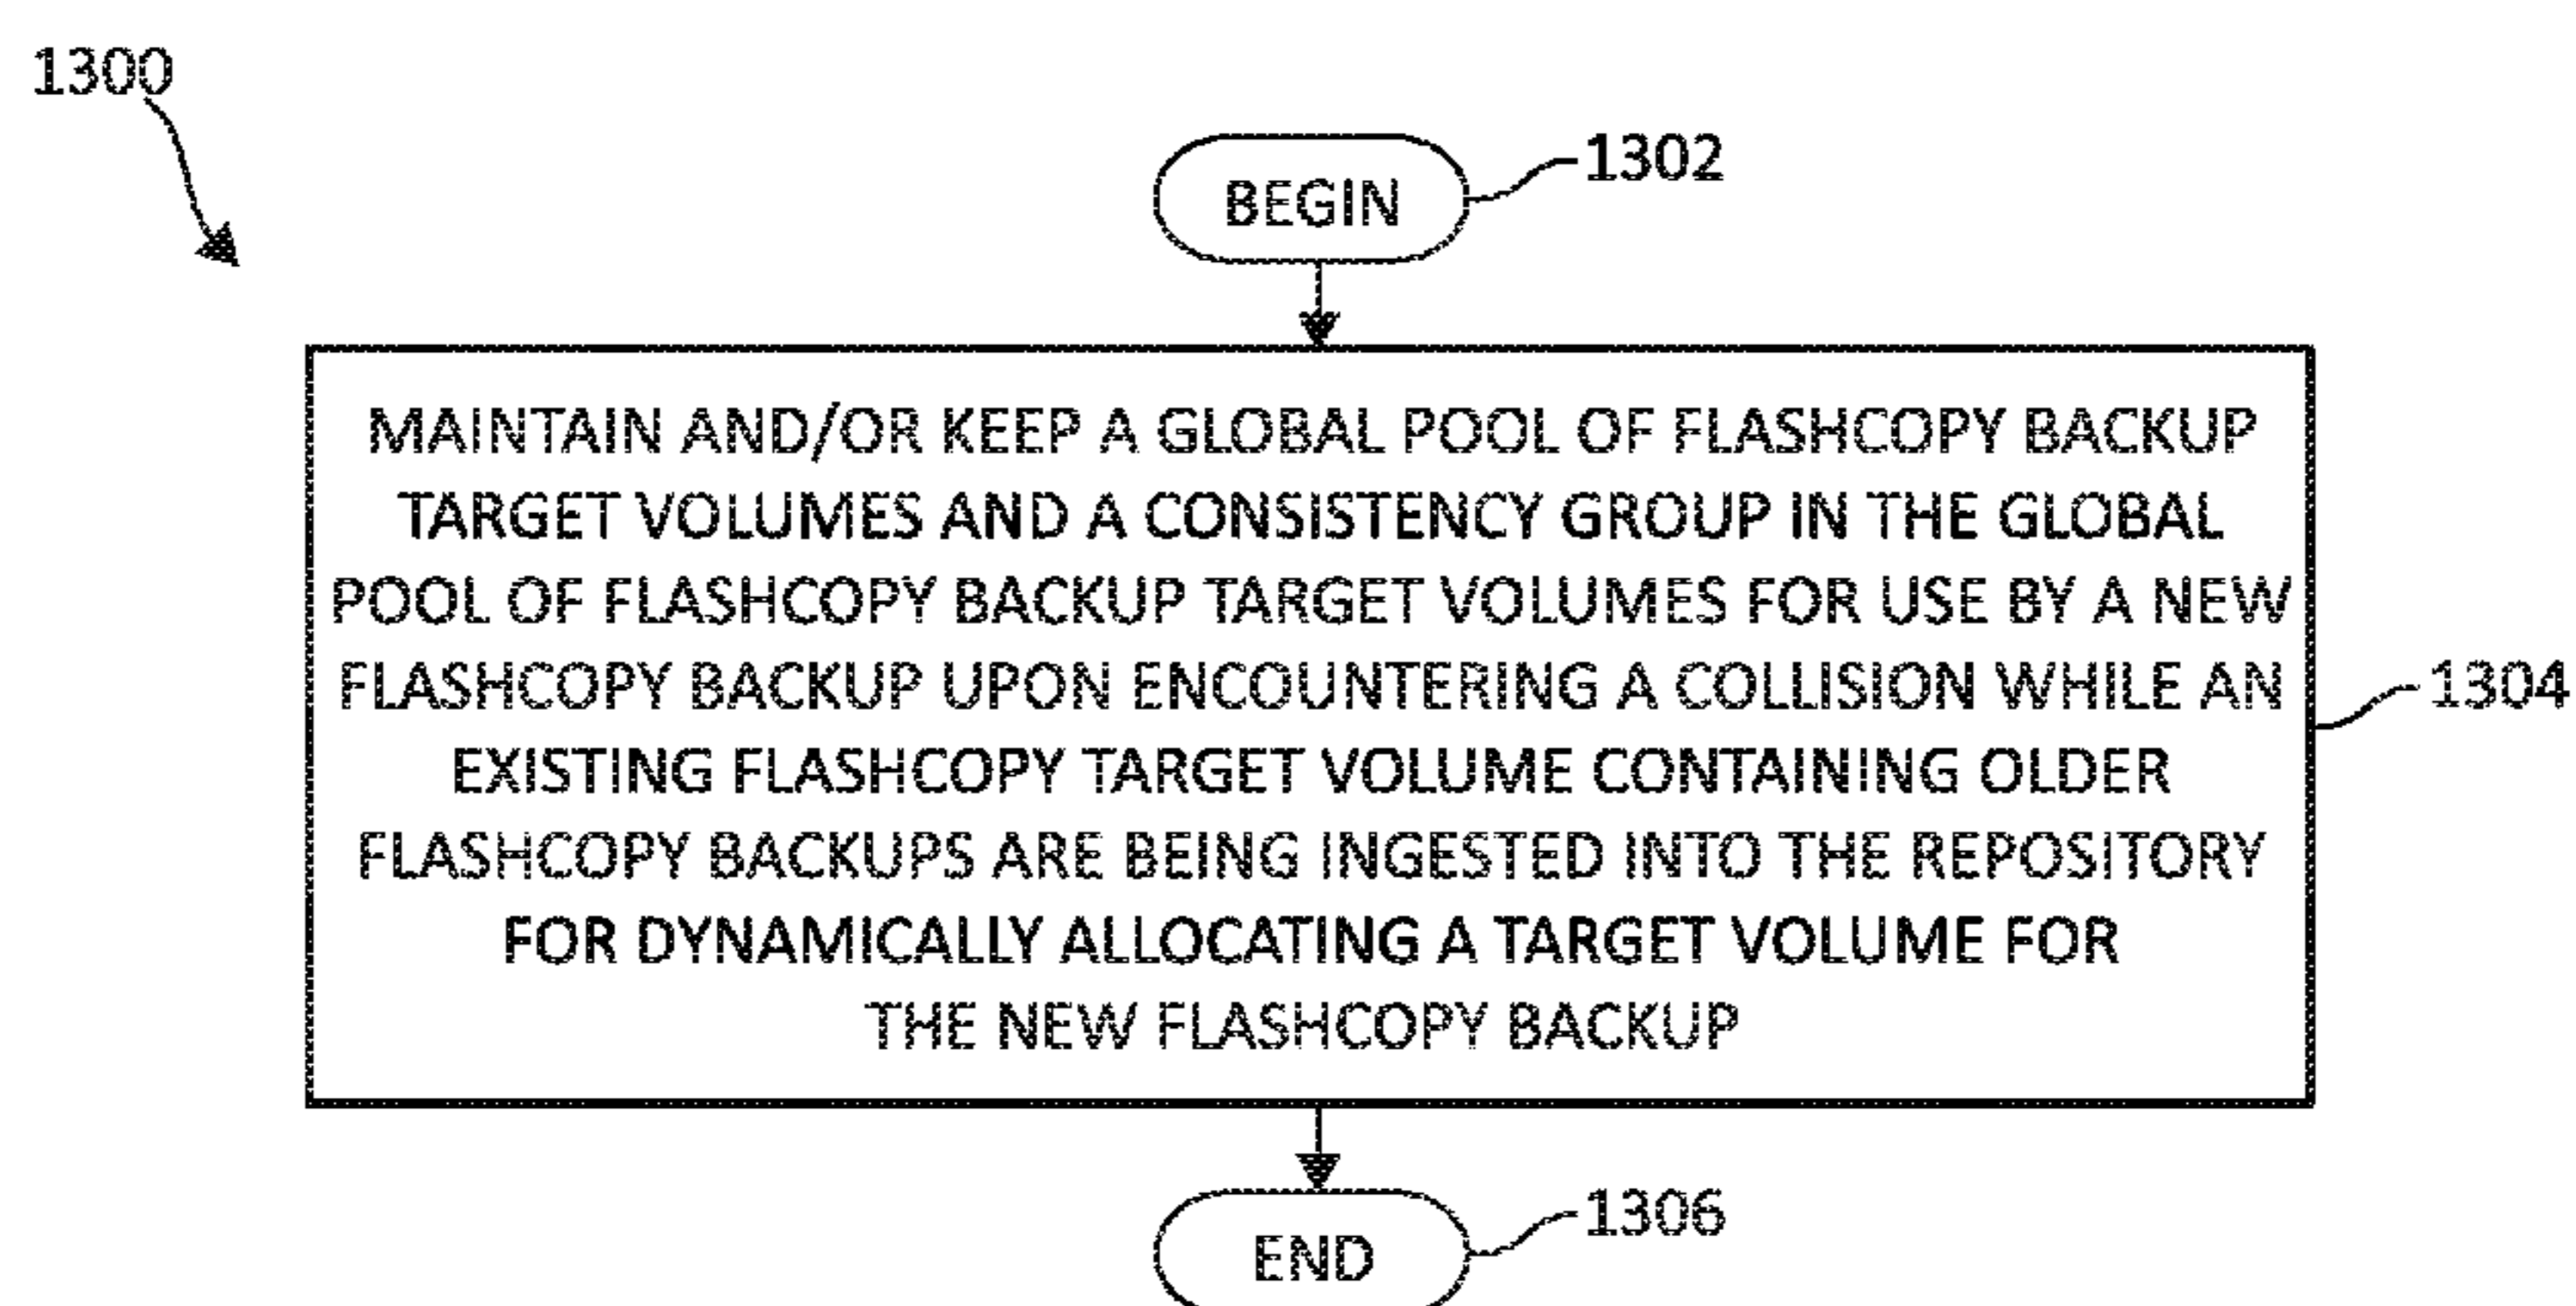 1300
1302
BEGIN
MAINTAIN AND/OR KEEP A GLOBAL POOL OF FLASHCOPY BACKUP
TARGET VOLUMES AND A CONSISTENCY GROUP IN THE GLOBAL
POOL OF FLASHCOPY BACKUP TARGET VOLUMES FOR USE BY A NEW
FLASHCOPY BACKUP UPON ENCOUNTERING A COLLISION WHILE AN
EXISTING FLASHCOPY TARGET VOLUME CONTAINING OLDER
FLASHCOPY BACKUPS ARE BEING INGESTED INTO THE REPOSITORY
FOR DYNAMICALLY ALLOCATING A TARGET VOLUME FOR
THE NEW FLASHCOPY BACKUP
1304
1306
END